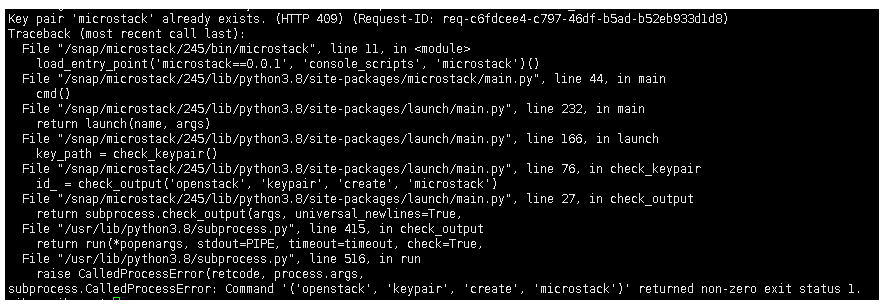 Key pair 'microstack' already exists. (HTTP 409) (Request-ID: req-c6fdcee4-c797-46df-b5ad-b52eb933d1d8)
Traceback (most recent call last):
  File "/snap/microstack/245/bin/microstack", line 11, in <module>
    load_entry_point('microstack==0.0.1', 'console_scripts', 'microstack')()
  File "/snap/microstack/245/lib/python3.8/site-packages/microstack/main.py", line 44, in main
    cmd()
  File "/snap/microstack/245/lib/python3.8/site-packages/launch/main.py", line 232, in main
    return launch(name, args)
  File "/snap/microstack/245/lib/python3.8/site-packages/launch/main.py", line 166, in launch
    key_path = check_keypair()
  File "/snap/microstack/245/lib/python3.8/site-packages/launch/main.py", line 76, in check_keypair
    id_ = check_output('openstack', 'keypair', 'create', 'microstack')
  File "/snap/microstack/245/lib/python3.8/site-packages/launch/main.py", line 27, in check_output
    return subprocess.check_output(args, universal_newlines=True,
  File "/usr/lib/python3.8/subprocess.py", line 415, in check_output
    return run(*popenargs, stdout=PIPE, timeout=timeout, check=True,
  File "/usr/lib/python3.8/subprocess.py", line 516, in run
    raise CalledProcessError(retcode, process.args,
subprocess.CalledProcessError: Command '('openstack', 'keypair', 'create', 'microstack')' returned non-zero exit status 1.